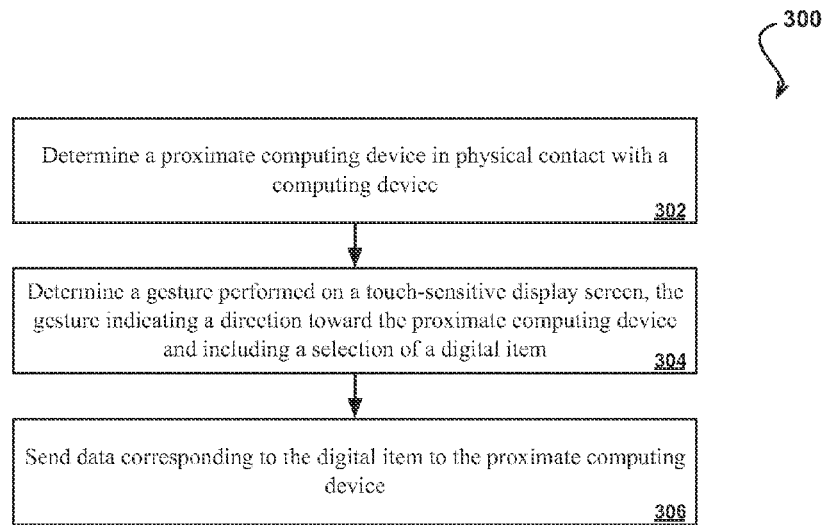 300
Determine a proximate computing device in physical contact with a
computing device
302
Determine a gesture performed on a touch-sensitive display screen, the
gesture indicating a direction toward the proximate computing device
and including a selection of a digital item
304
Send data corresponding to the digital item to the proximate computing
device
306